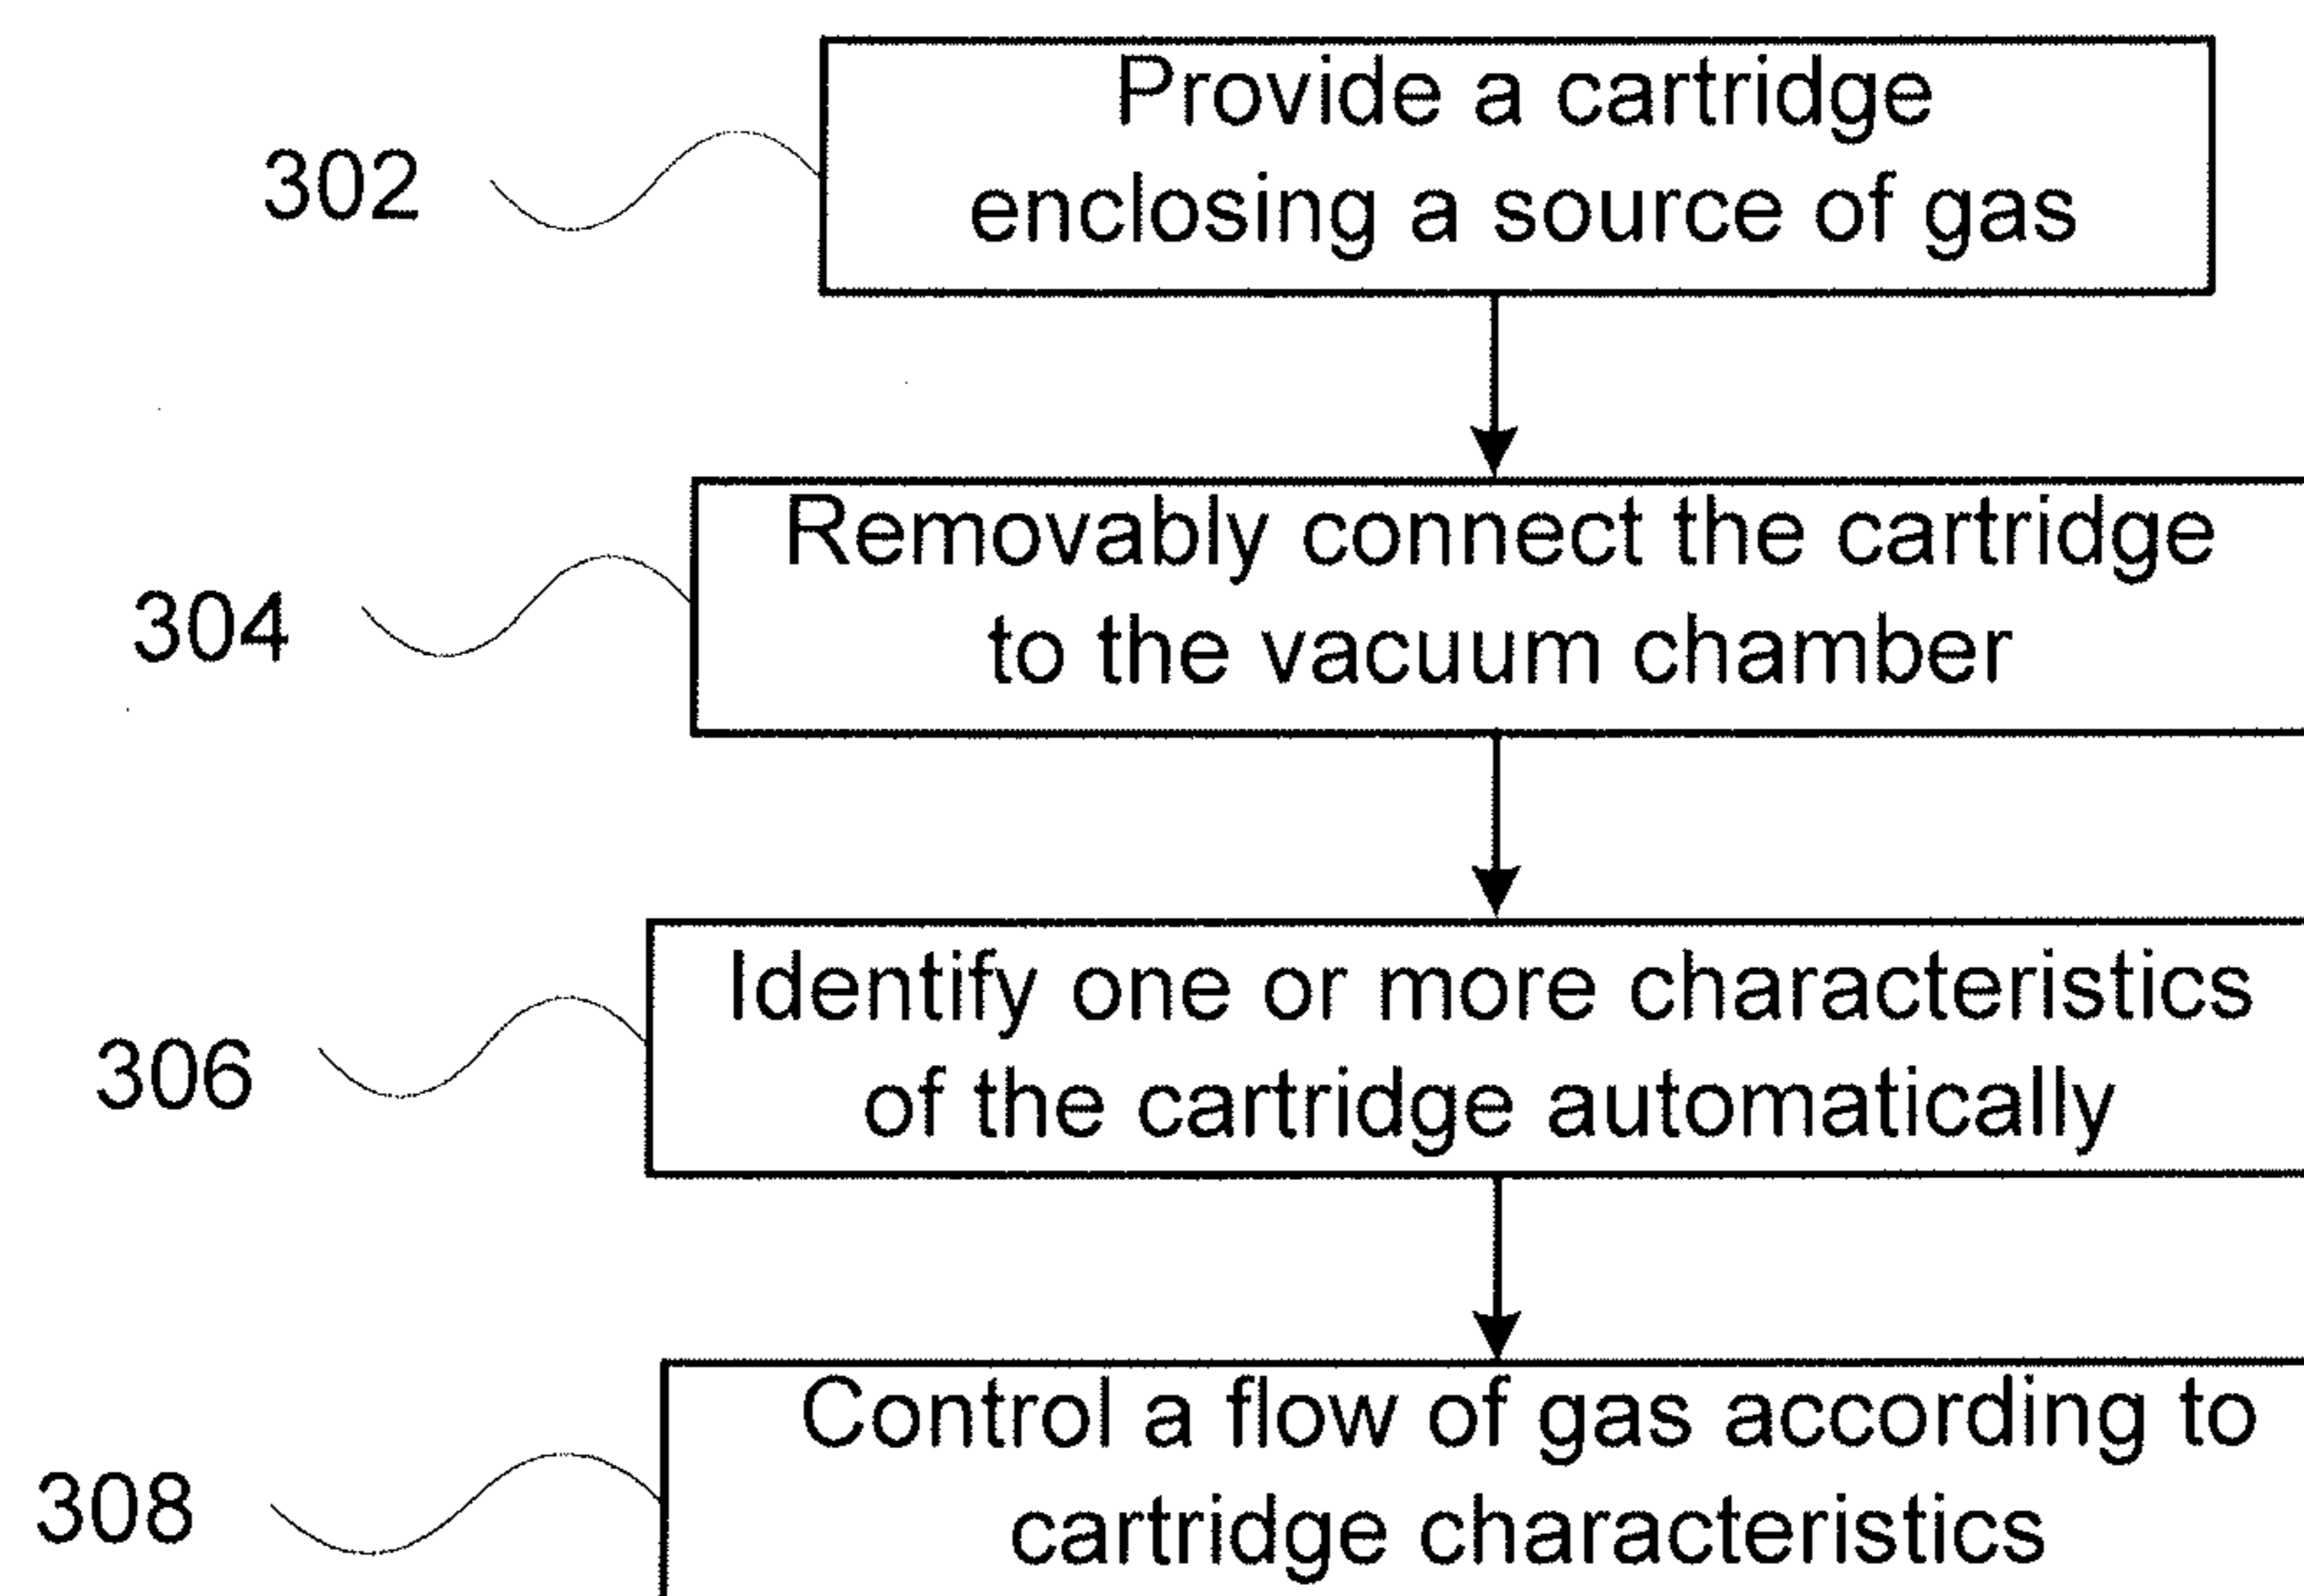 Provide a cartridge
302
enclosing a source of gas
Removably connect the cartridge
304
to the vacuum chamber
Identify one or more characteristics
306
of the cartridge automatically
Control a flow of gas according to
308
cartridge characteristics